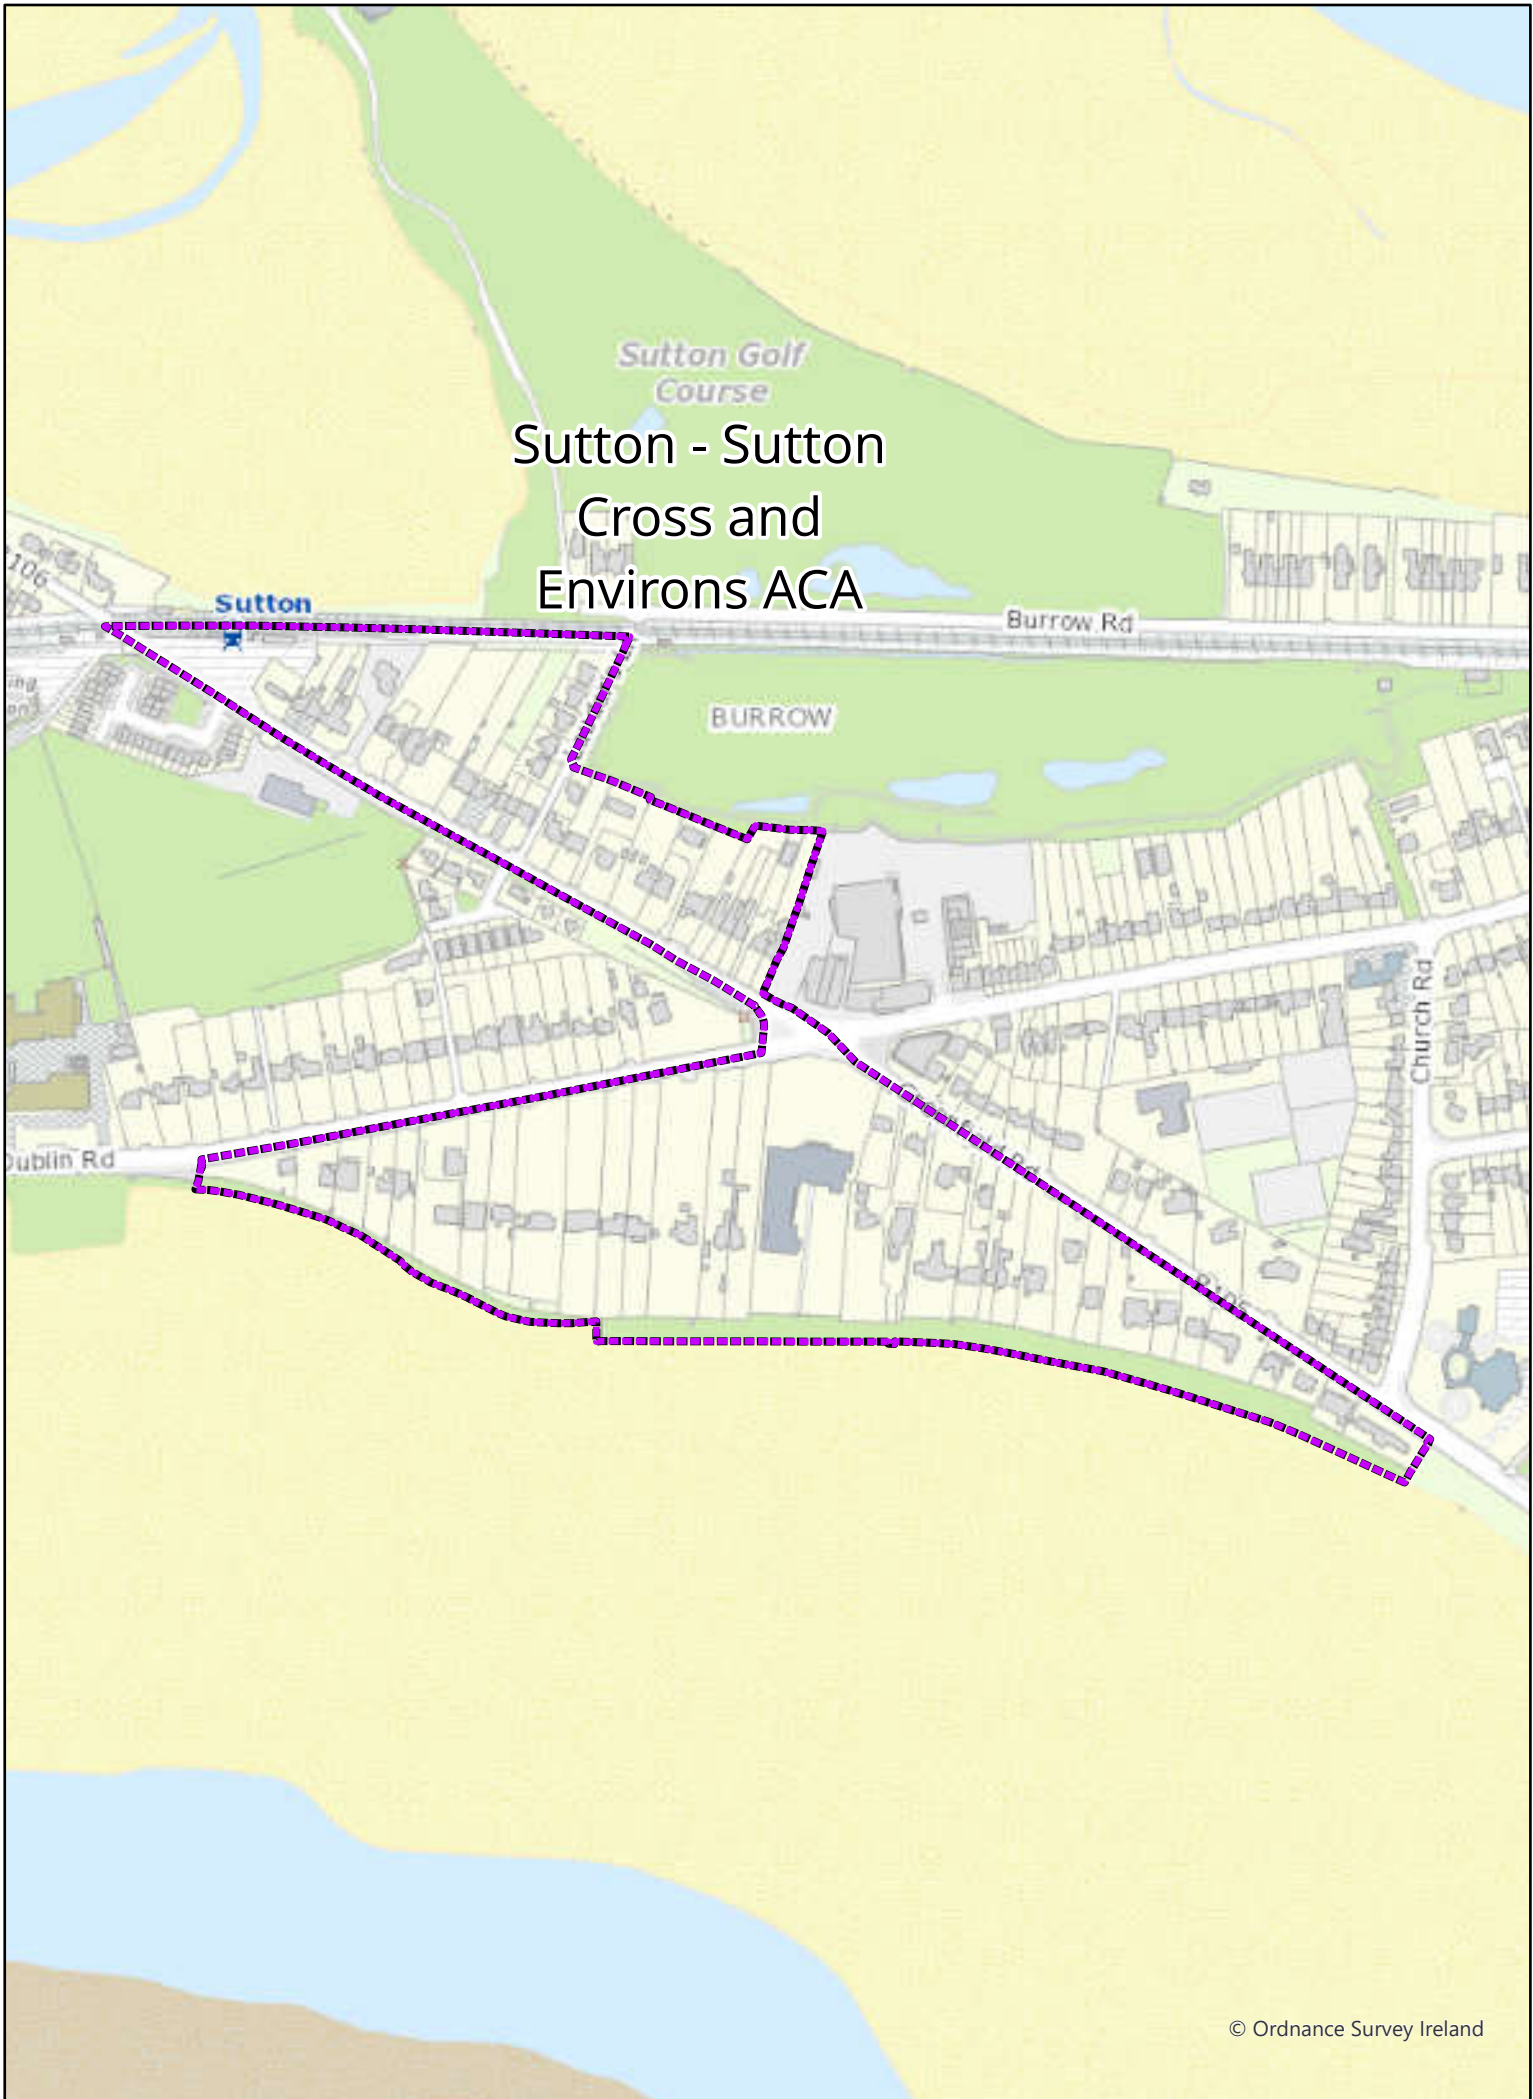 Sutton Golf
Course
Sutton - Sutton
Cross and
Environs ACA
Sutton
Burrow Rd
BURROW
Church Rd
Dublin Rd
© Ordnance Survey Ireland